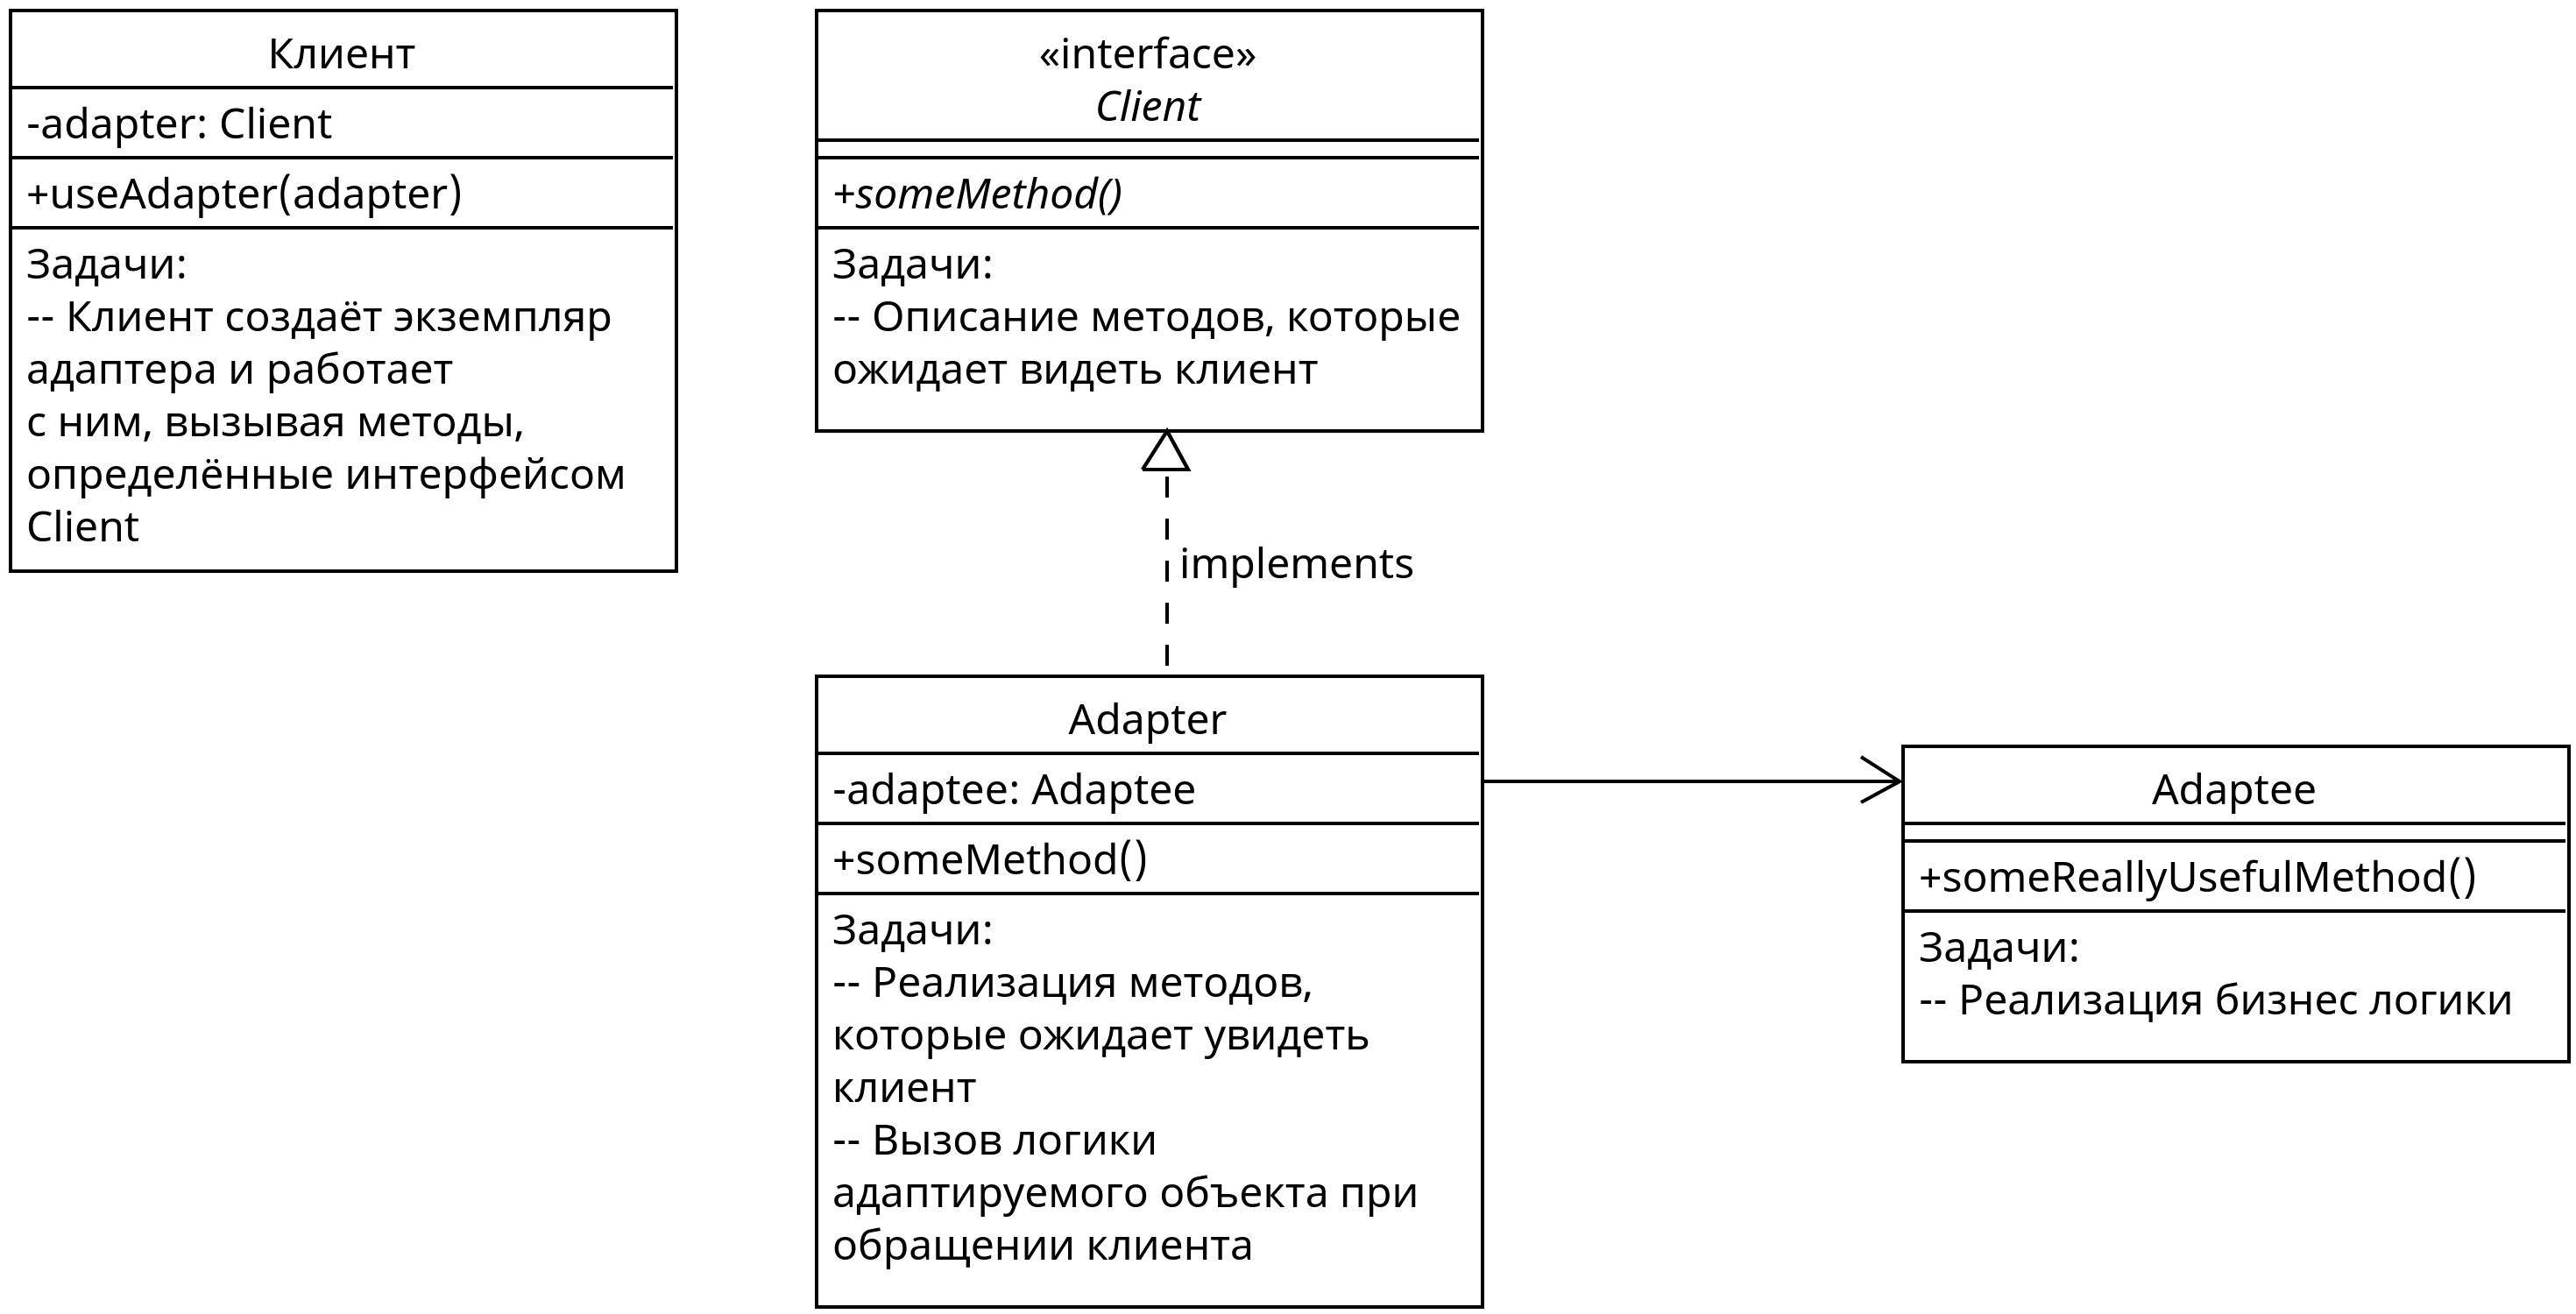 Клиент
-adapter: Client
+useAdapter(adapter)
Задачи:
-- Клиент создаёт экземпляр
адаптера и работает
с ним, вызывая методы,
определённые интерфейсом
Client
«interface»
Client
+someMethod()
Задачи:
-- Описание методов, которые
ожидает видеть клиент
implements
Adapter
-adaptee: Adaptee
+someMethod()
Задачи:
-- Реализация методов,
которые ожидает увидеть
клиент
-- Вызов логики
адаптируемого объекта при
обращении клиента
Adaptee
+someReallyUsefulMethod()
Задачи:
-- Реализация бизнес логики